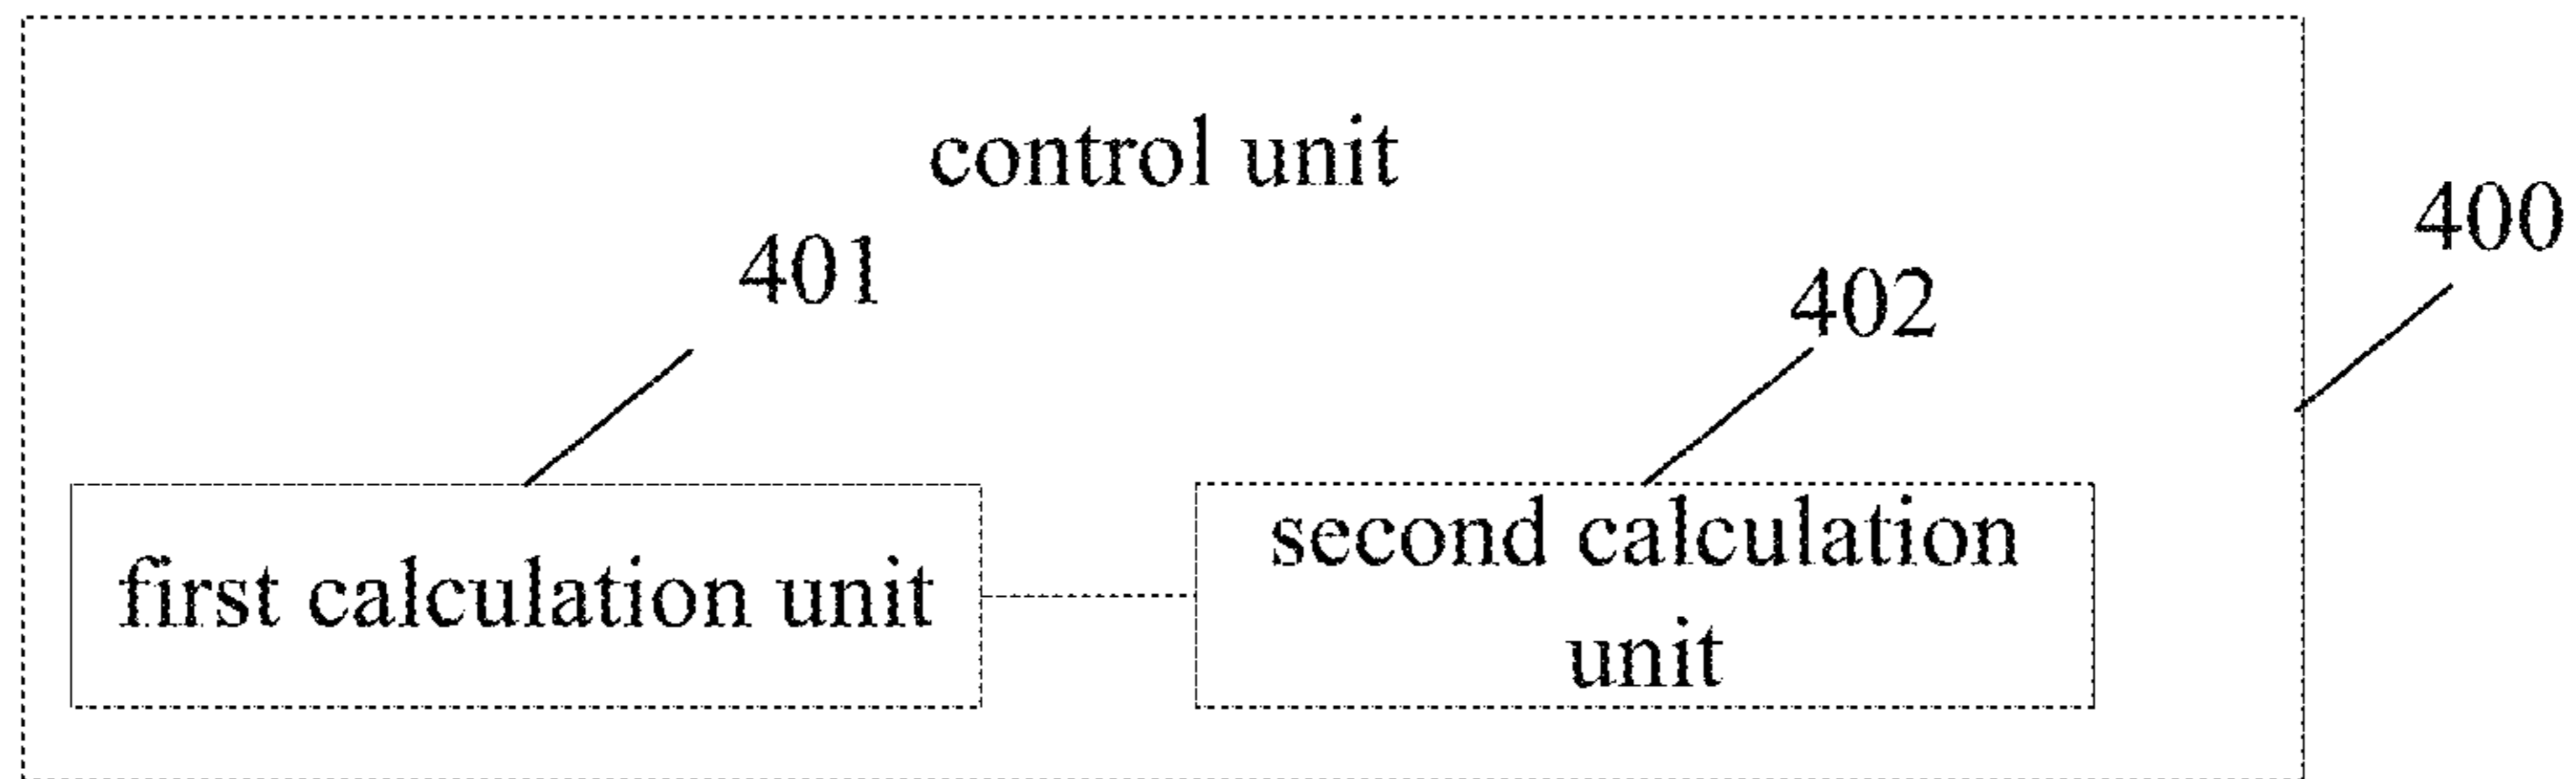 control unit
400
401
402
first calculation unit
second calculation
unit